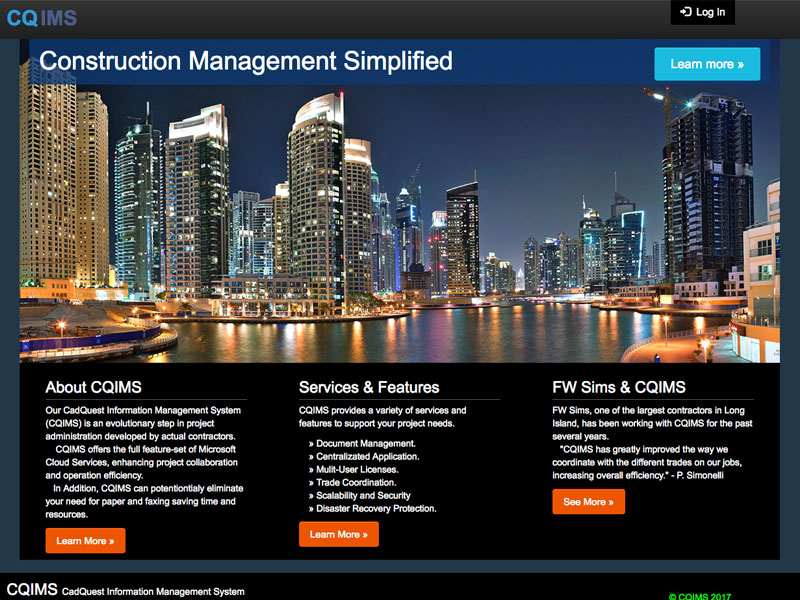 CQIMS
Log In
Construction Management Simplified
Learn more »
About CQIMS
Our CadQuest Information Management System
(CQIMS) is an evolutionary step in project
administration developed by actual contractors.
CQIMS offers the full feature-set of Microsoft
Cloud Services, enhancing project collaboration
and operation efficiency.
In Addition, CQIMS can potentiontialy eliminate
your need for paper and faxing saving time and
resources.
Learn More »
Services & Features
CQIMS provides a variety of services and
features to support your project needs.
» Document Management.
» Centralizated Application.
» Mulit-User Licenses.
» Trade Coordination.
» Scalability and Security
» Disaster Recovery Protection.
Learn More »
FW Sims & CQIMS
FW Sims, one of the largest contractors in Long
Island, has been working with CQIMS for the past
several years.
"CQIMS has greatly improved the way we
coordinate with the different trades on our jobs,
increasing overall efficiency." - P. Simonelli
See More »
CQIMS CadQuest Information Management System
© CQIMS 2017